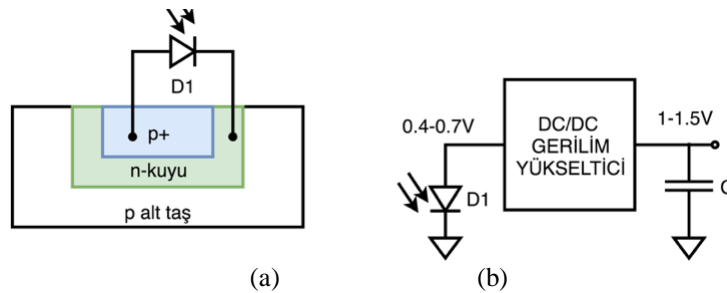 D1
p+
n-kuyu
p alt taş
(a)
0.4-0.7V
D1
DC/DC
GERİLİM
YÜKSELTİCİ
1-1.5V
(b)